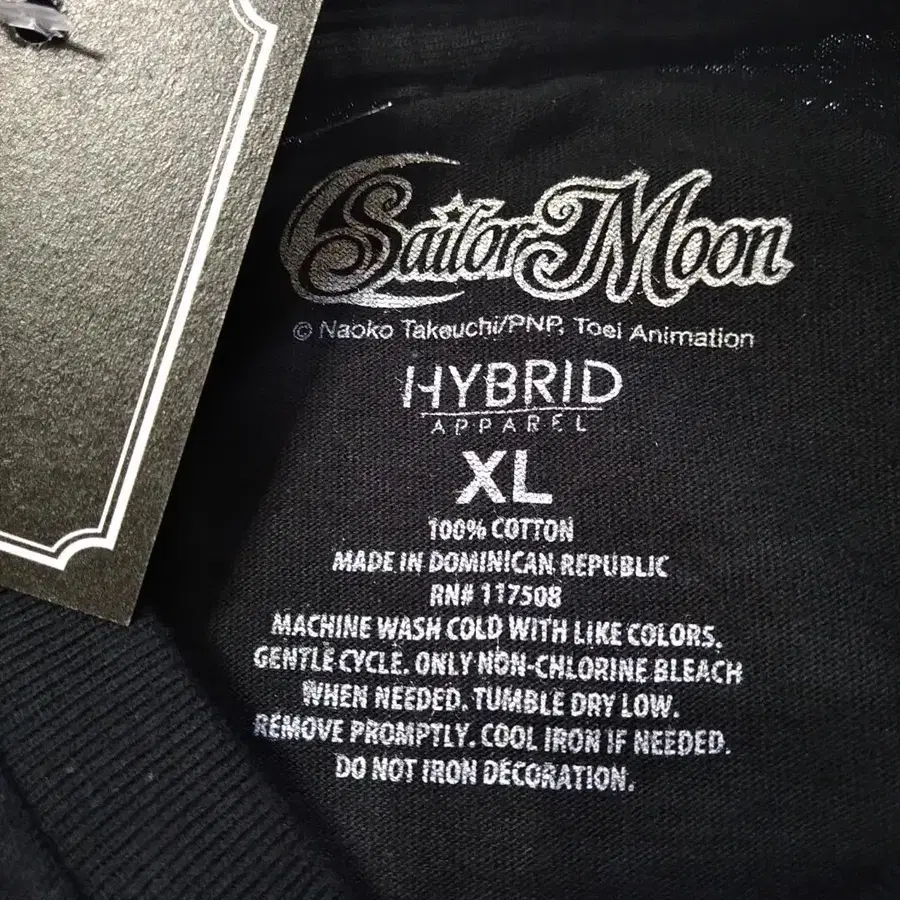 Sailor Moon
© Naoko Takeuchi/PNP, Toei Animation
HYBRID
APPAREL
XL
100% COTTON
MADE IN DOMINICAN REPUBLIC
RN# 117508
MACHINE WASH COLD WITH LIKE COLORS.
GENTLE CYCLE. ONLY NON-CHLORINE BLEACH
WHEN NEEDED. TUMBLE DRY LOW.
REMOVE PROMPTLY. COOL IRON IF NEEDED.
DO NOT IRON DECORATION.